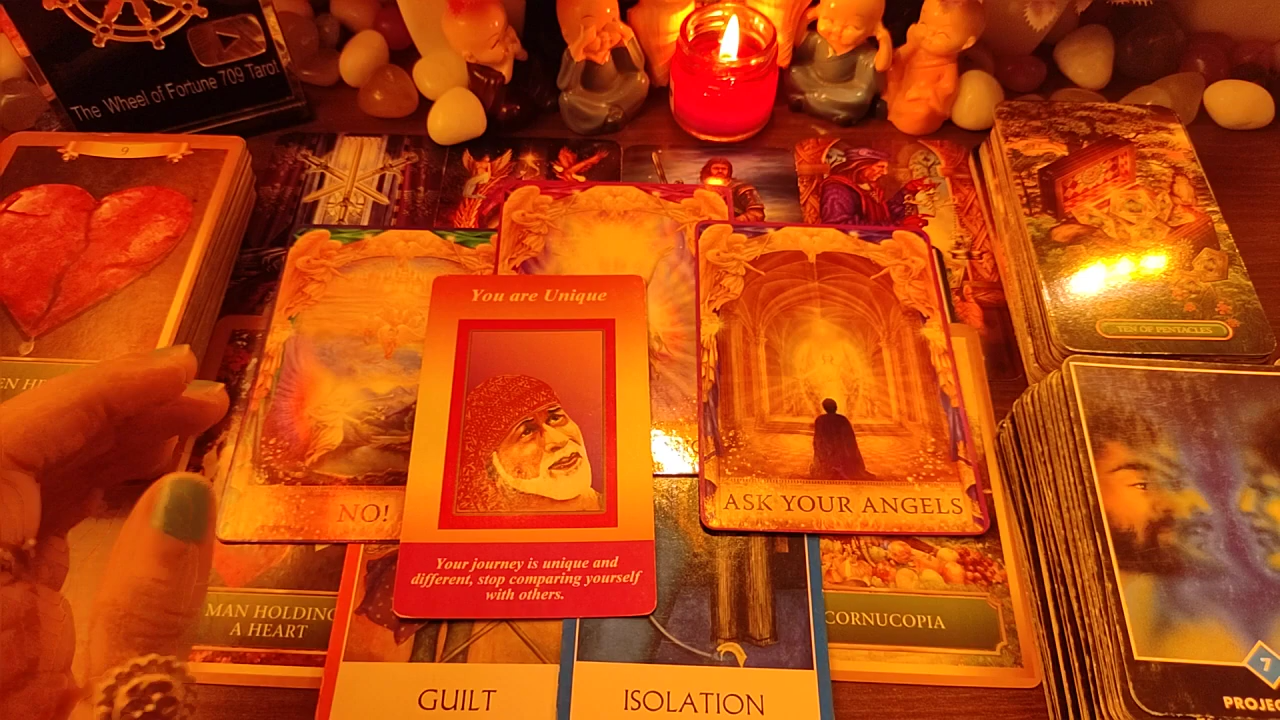 The Wheel of Fortune 709 Tarot
9
TEN OF PENTACLES
You are Unique
NO!
ASK YOUR ANGELS
Your journey is unique and
different, stop comparing yourself
with others.
MAN HOLDING
A HEART
CORNUCOPIA
GUILT
ISOLATION
7